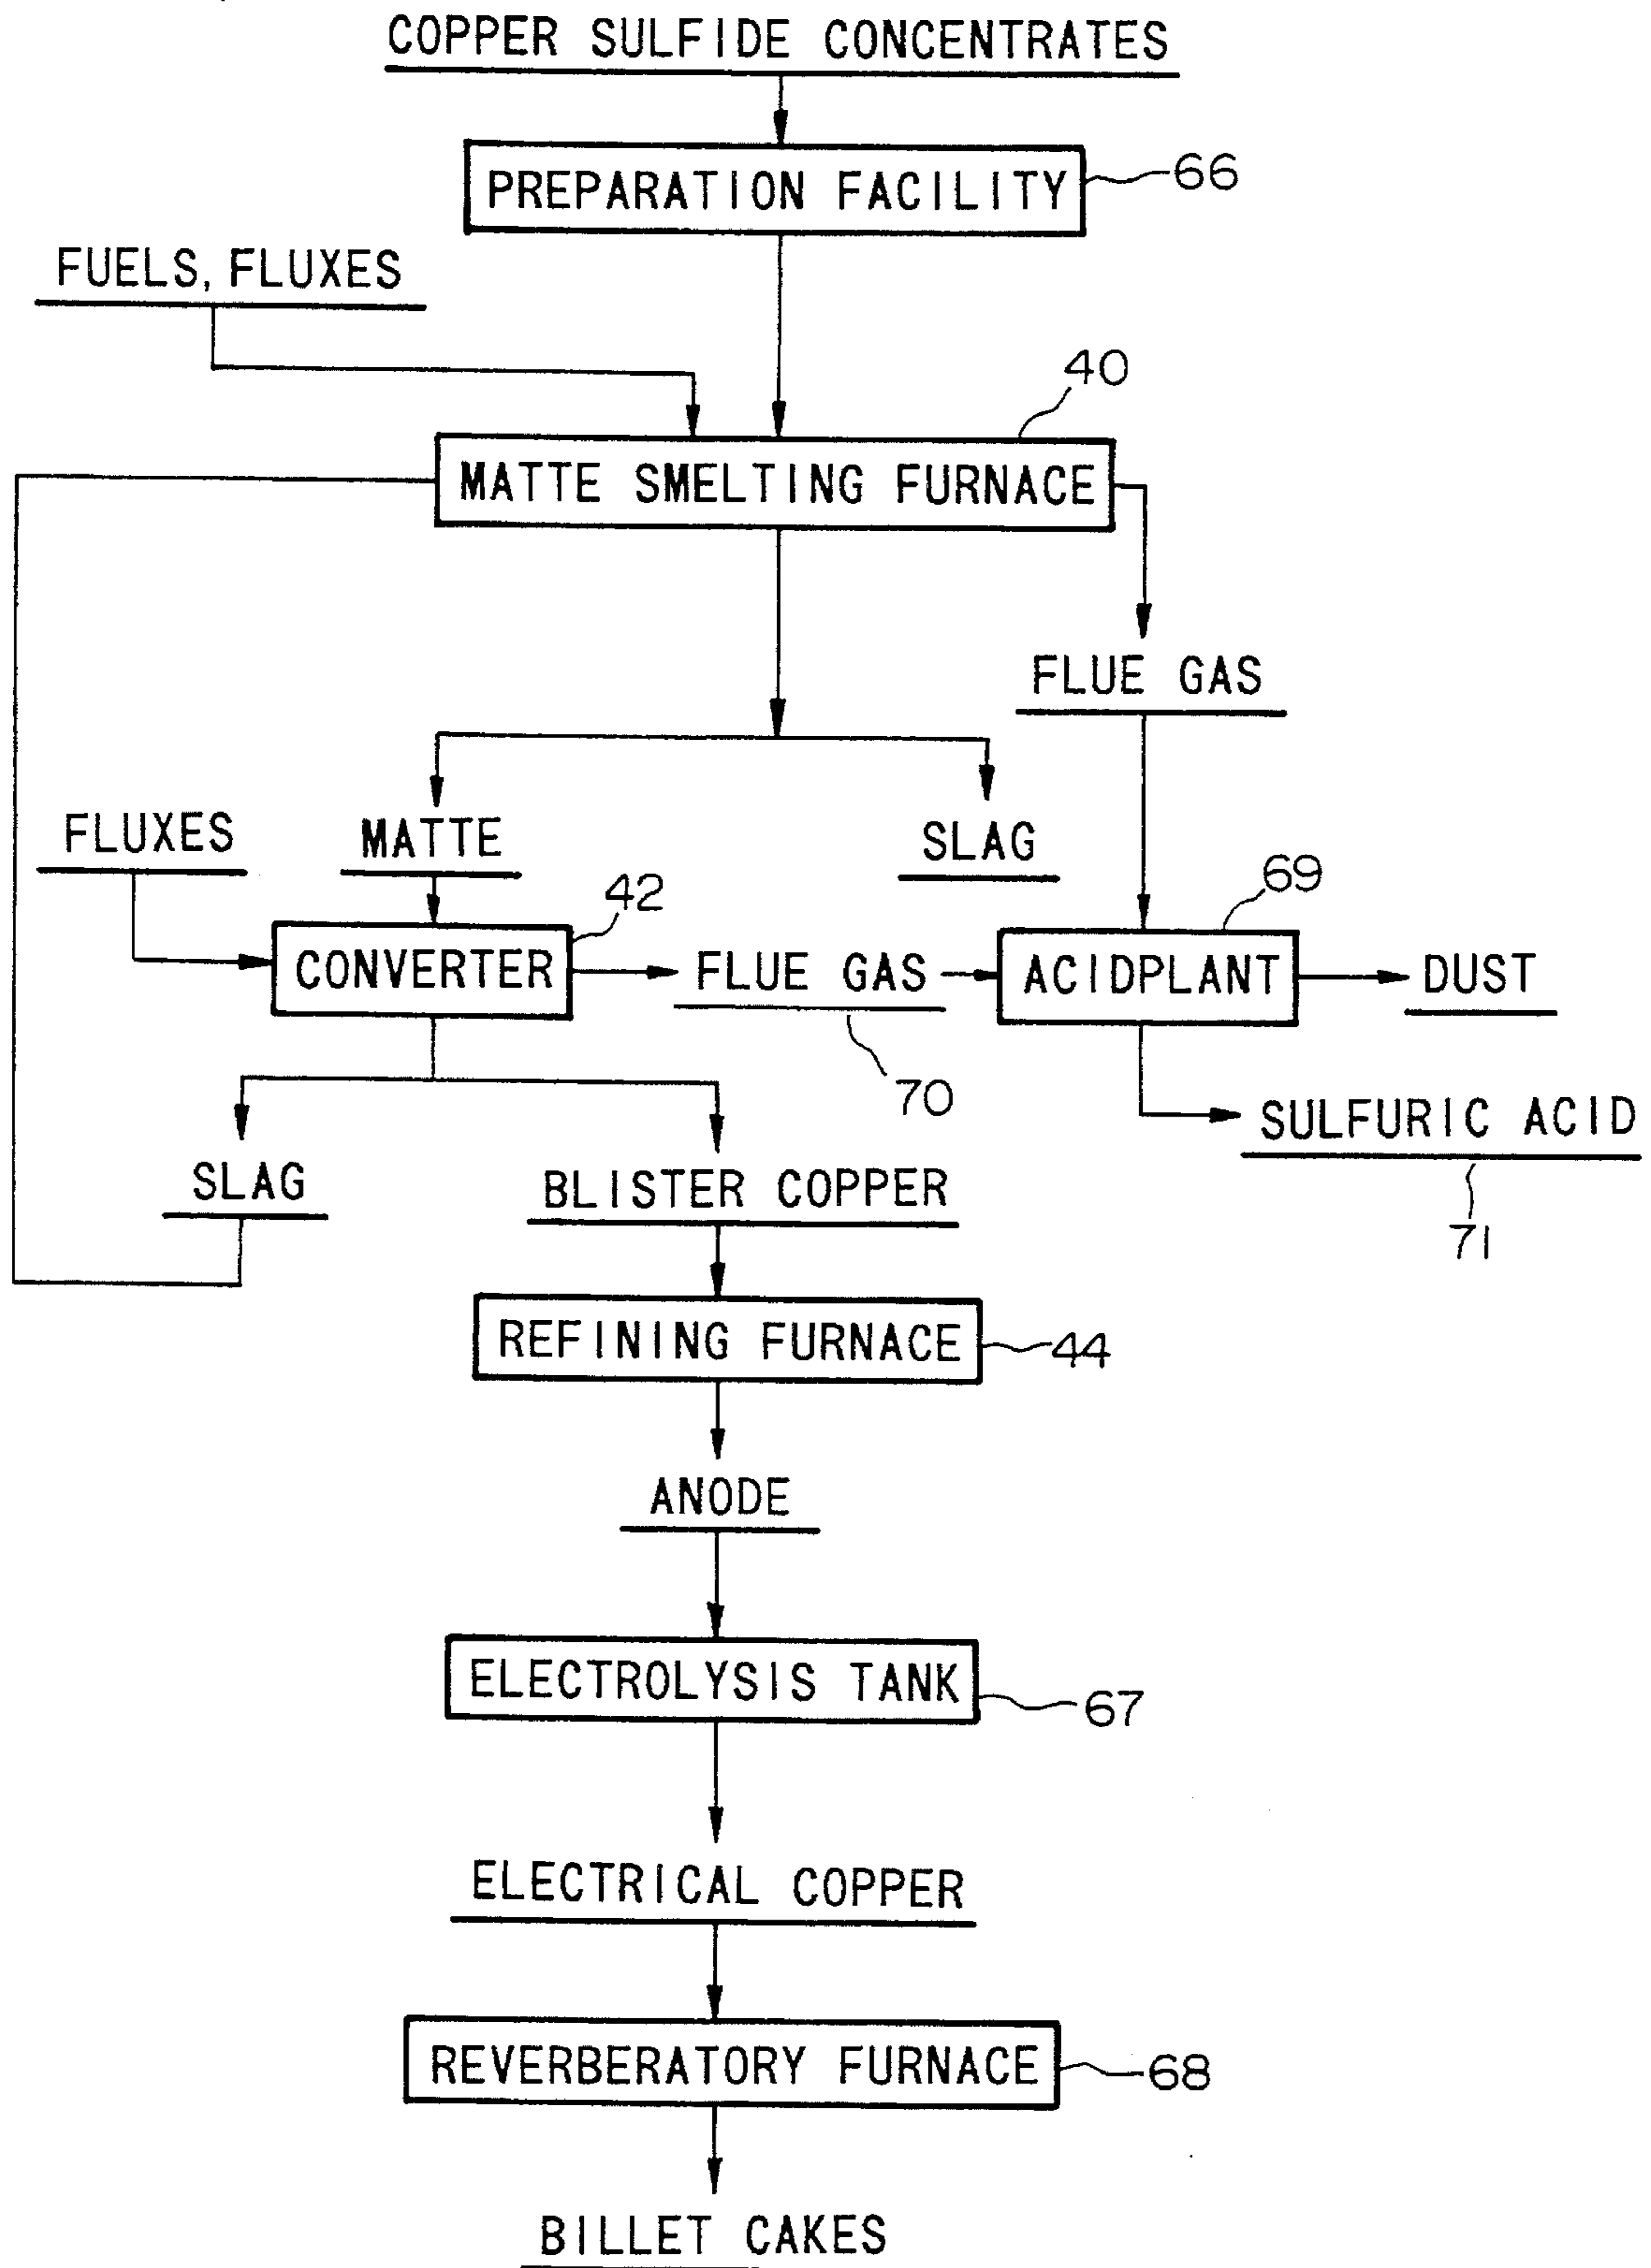 COPPER SULFIDE CONCENTRATES
PREPARATION FACILITY
66
FUELS, FLUXES
40
MATTE SMELTING FURNACE
FLUE GAS
FLUXES
MATTE
SLAG
42
69
CONVERTER
FLUE GAS
ACIDPLANT
DUST
70
SULFURIC ACID
SLAG
BLISTER COPPER
71
REFINING FURNACE
44
ANODE
ELECTROLYSIS TANK
67
ELECTRICAL COPPER
REVERBERATORY FURNACE
68
BILLET CAKES